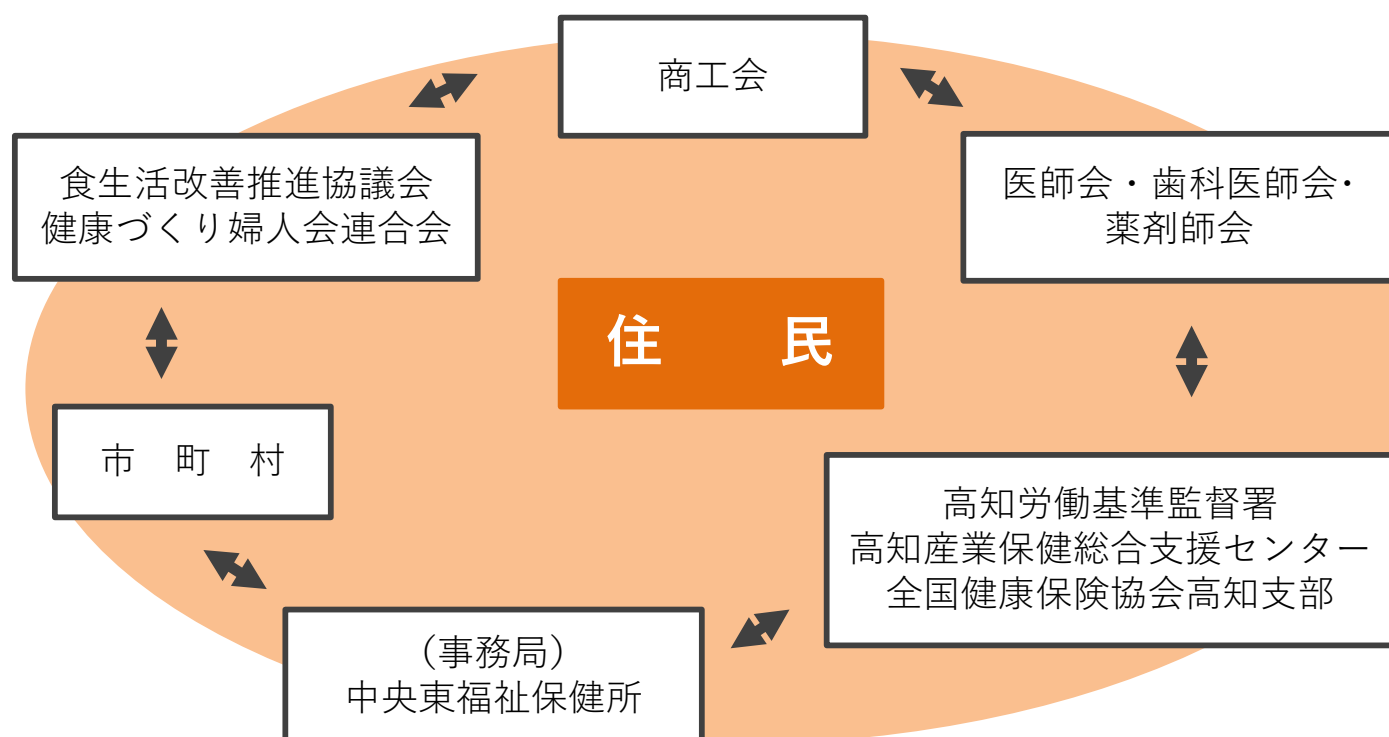 商工会
食生活改善推進協議会
健康づくり婦人会連合会
医師会・歯科医師会・
薬剤師会
住　民
市　町　村
高知労働基準監督署
高知産業保健総合支援センター
全国健康保険協会高知支部
（事務局）
中央東福祉保健所